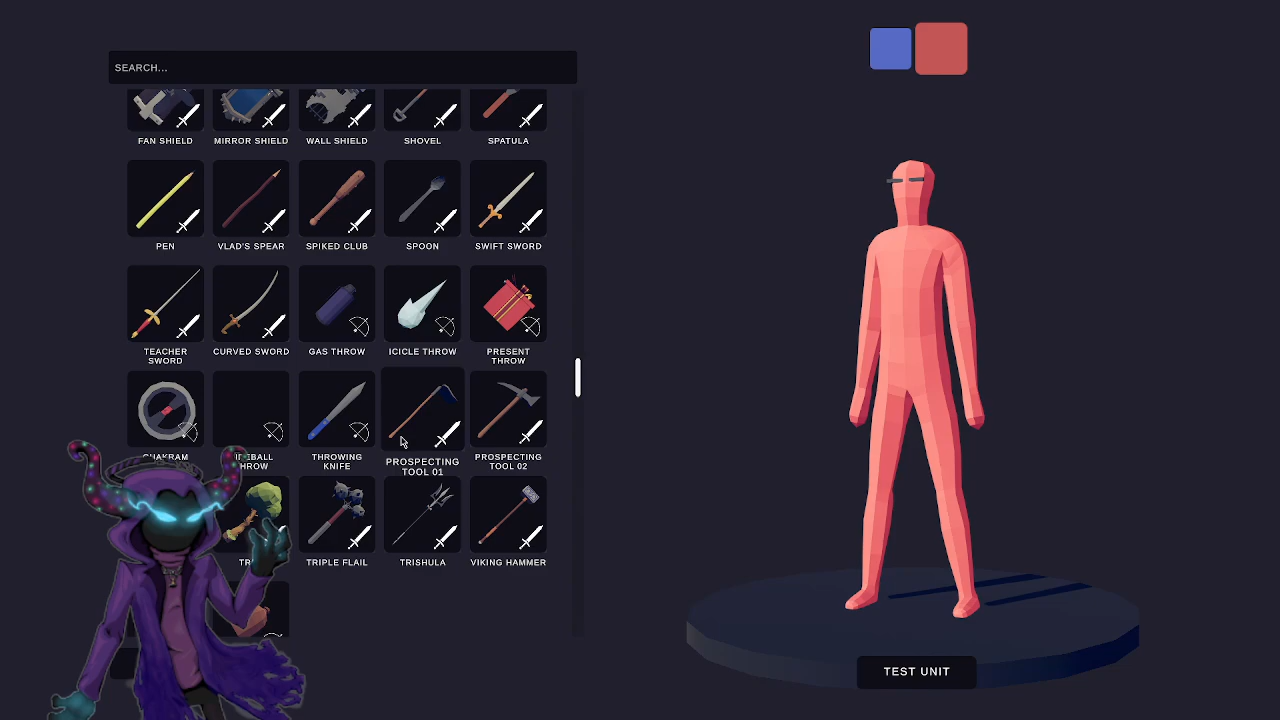 SEARCH...
FAN SHIELD
MIRROR SHIELD
WALL SHIELD
SHOVEL
SPATULA
PEN
VLAD'S SPEAR
SPIKED CLUB
SPOON
SWIFT SWORD
TEACHER
SWORD
CURVED SWORD
GAS THROW
ICICLE THROW
PRESENT
THROW
THROWING
KNIFE
PROSPECTING
TOOL 01
PROSPECTING
TOOL 02
TRIPLE FLAIL
TRISHULA
VIKING HAMMER
TEST UNIT